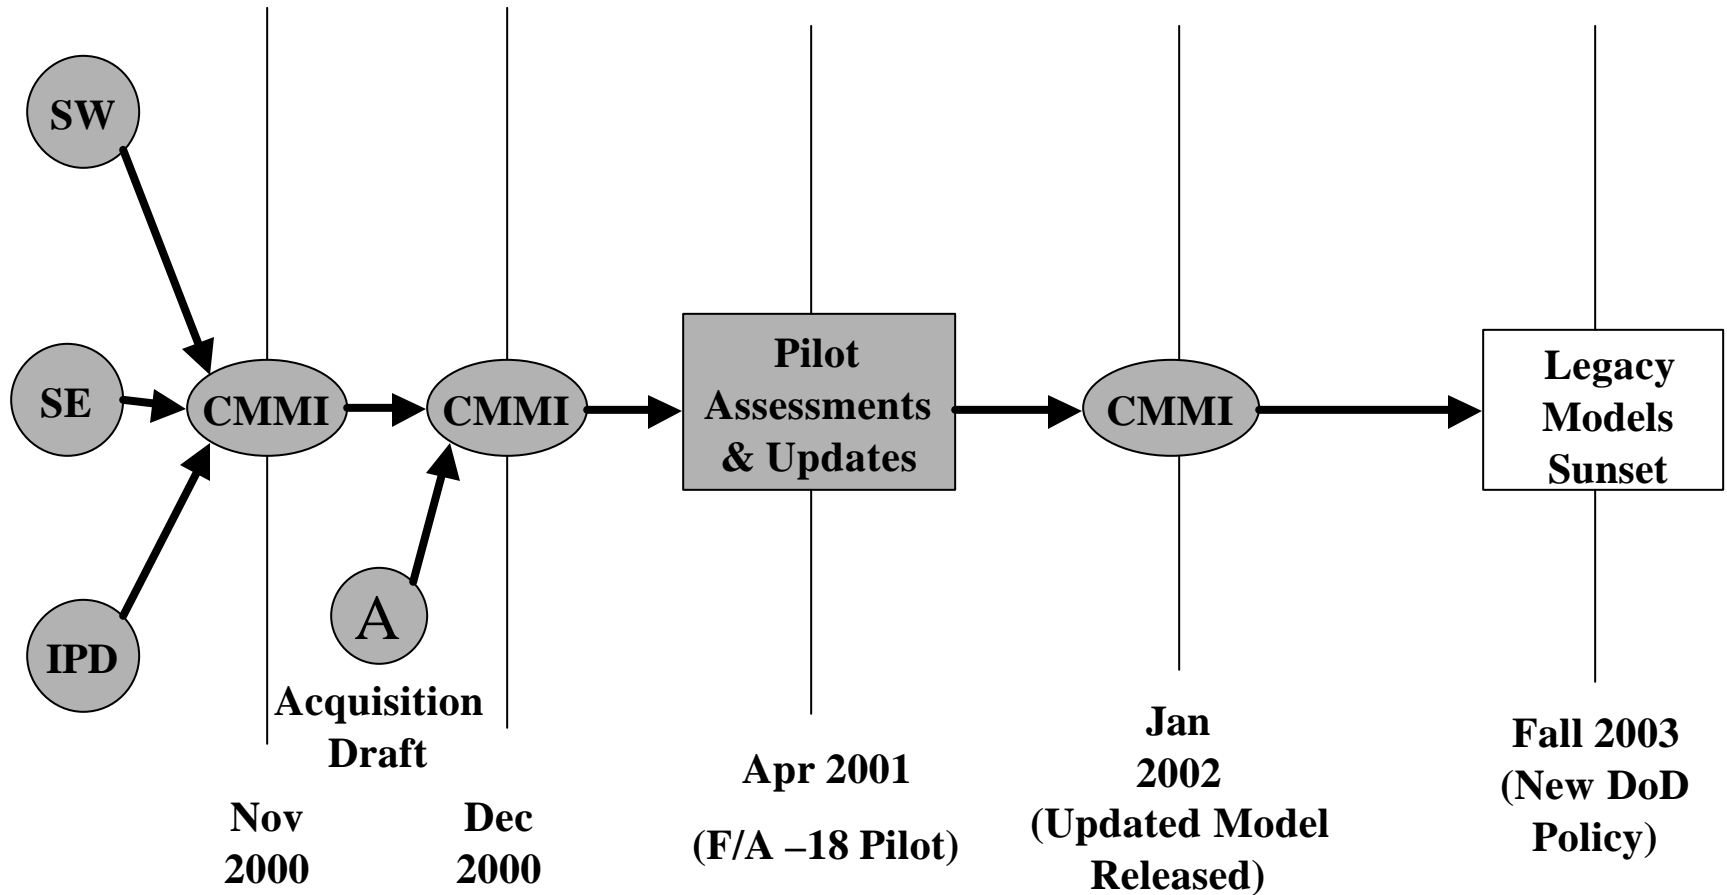 SW
SE
IPD
CMMI
A
Acquisition
Draft
CMMI
Pilot
Assessments
& Updates
CMMI
Legacy
Models
Sunset
Nov
2000
Dec
2000
Apr 2001
(F/A –18 Pilot)
Jan
2002
(Updated Model
Released)
Fall 2003
(New DoD
Policy)